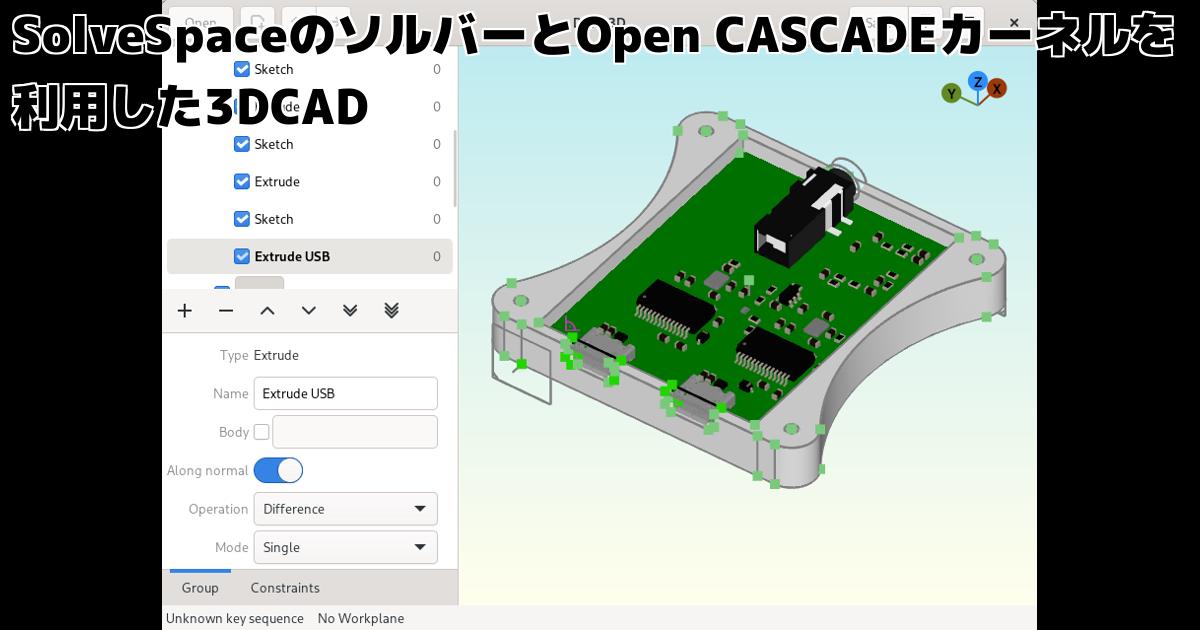 SolveSpaceのソルバーとOpen CASCADEカーネルを
利用した3DCAD
Open
Sketch 0
Extrude 0
Sketch 0
Extrude 0
Sketch 0
Extrude USB 0
Type Extrude
Name Extrude USB
Body
Along normal
Operation Difference
Mode Single
Group Constraints
Unknown key sequence No Workplane
Z
Y X